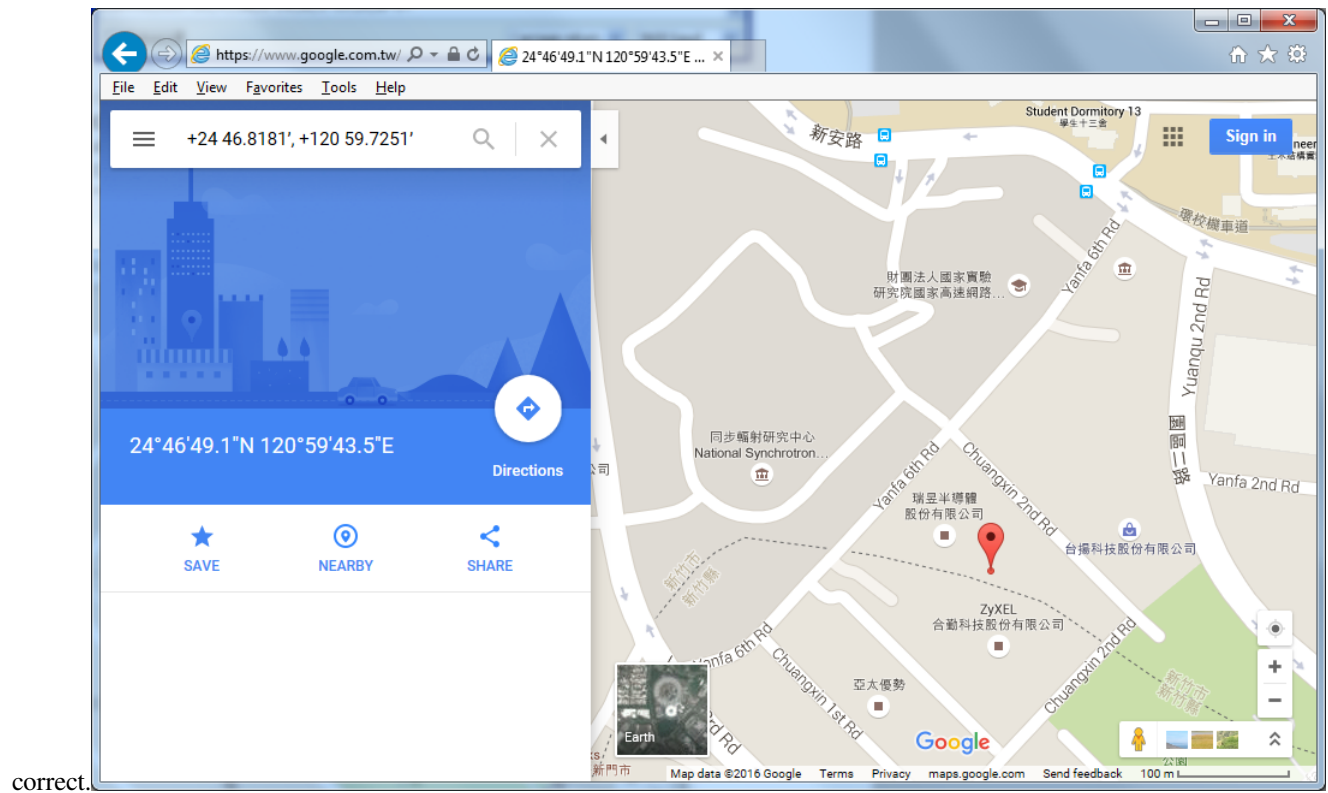 https://www.google.com.tw/
24°46'49.1"N 120°59'43.5"E ...
File Edit View Favorites Tools Help
+24 46.8181’, +120 59.7251’
24°46'49.1"N 120°59'43.5"E
Directions
SAVE NEARBY SHARE
Student Dormitory 13
學生十三舍
Sign in
新安路
環校機車道
Yanfa 6th Rd
財團法人國家實驗
研究院國家高速網路...
Yuanqu 2nd Rd
同步輻射研究中心
National Synchrotron...
園區二路
Yanfa 2nd Rd
公司
Yanfa 6th Rd
Chuangxin 2nd Rd
瑞昱半導體
股份有限公司
台揚科技股份有限公司
新竹市
新竹縣
ZyXEL
合勤科技股份有限公司
Yanfa 6th Rd
Chuangxin 1st Rd
Chuangxin 2nd Rd
亞太優勢
新竹市
新竹縣
Earth
3rd Rd
Google
公園
Map data ©2016 Google Terms Privacy maps.google.com Send feedback 100 m
correct.